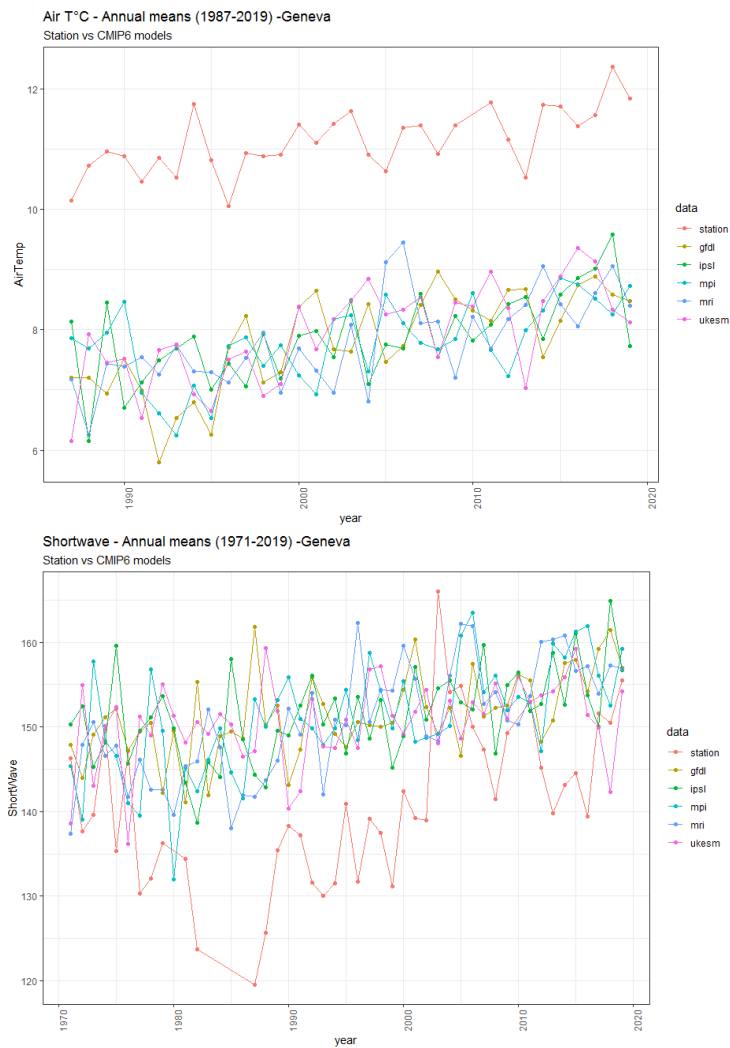 Air T°C - Annual means (1987-2019) -Geneva
Station vs CMIP6 models
12
10
8
6
AirTemp
1990
2000
2010
2020
year
data
station
gfdl
ipsl
mpi
mri
ukesm
Shortwave - Annual means (1971-2019) -Geneva
Station vs CMIP6 models
160
150
140
130
120
ShortWave
1970
1980
1990
2000
2010
2020
year
data
station
gfdl
ipsl
mpi
mri
ukesm